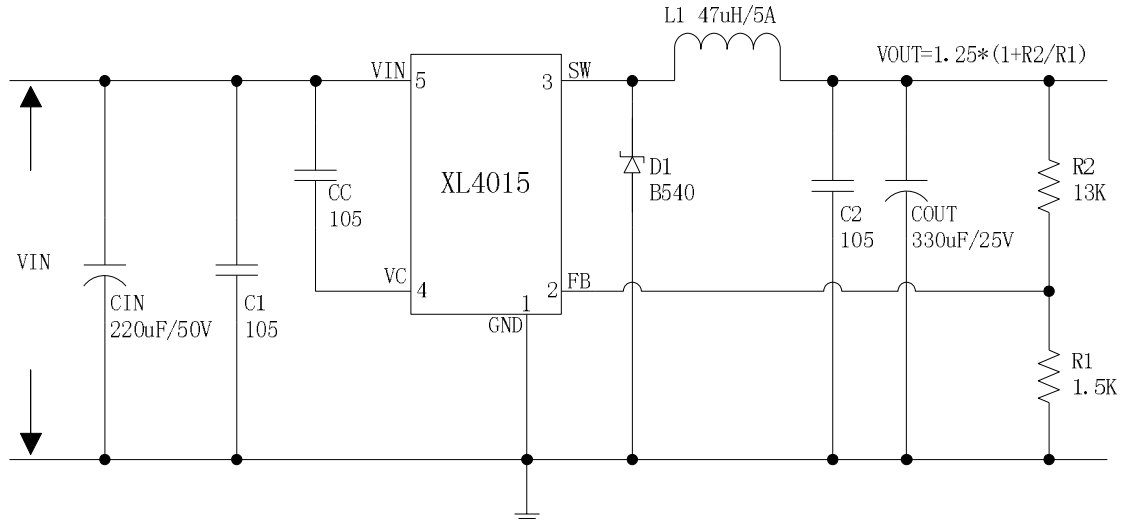 L1 47uH/5A
VOUT=1.25*(1+R2/R1)
VIN
5
3
SW
XL4015
CC
105
D1
B540
C2
105
COUT
330uF/25V
R2
13K
VIN
VC
4
2
FB
1
GND
CIN
220uF/50V
C1
105
R1
1.5K